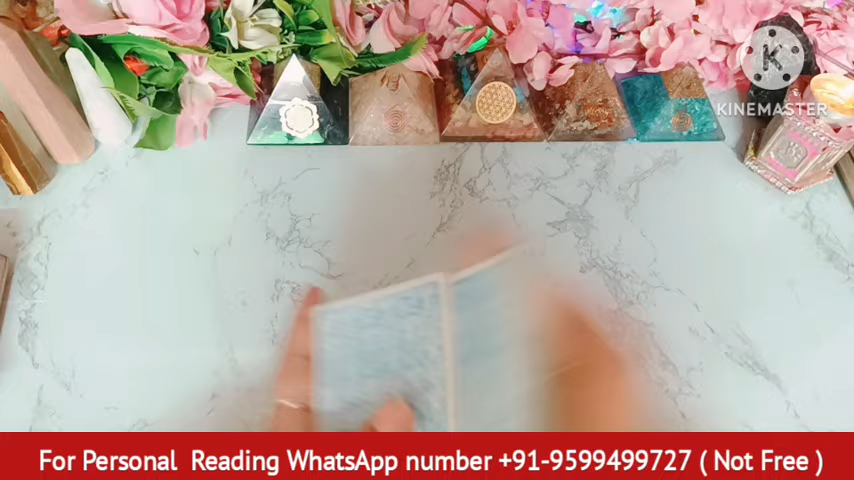 K
KINEMASTER
For Personal Reading WhatsApp number +91-9599499727 ( Not Free )